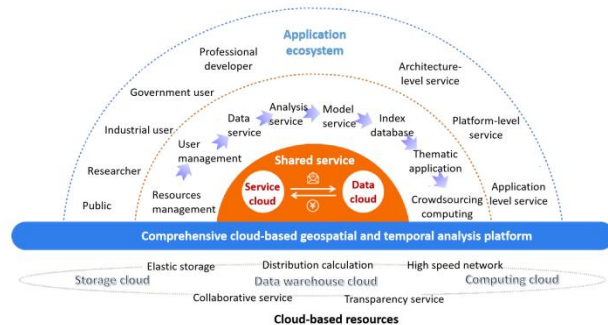 Application
ecosystem
Professional
developer
Architecture-
level service
Government user
Industrial user
Platform-level
service
Researcher
Application
level service
Public
Resources
management
User
management
Data
service
Analysis
service
Model
service
Index
database
Thematic
application
Crowdsourcing
computing
Shared service
Service
cloud
Data
cloud
¥
Comprehensive cloud-based geospatial and temporal analysis platform
Elastic storage
Distribution calculation
High speed network
Storage cloud
Data warehouse cloud
Computing cloud
Collaborative service
Transparency service
Cloud-based resources